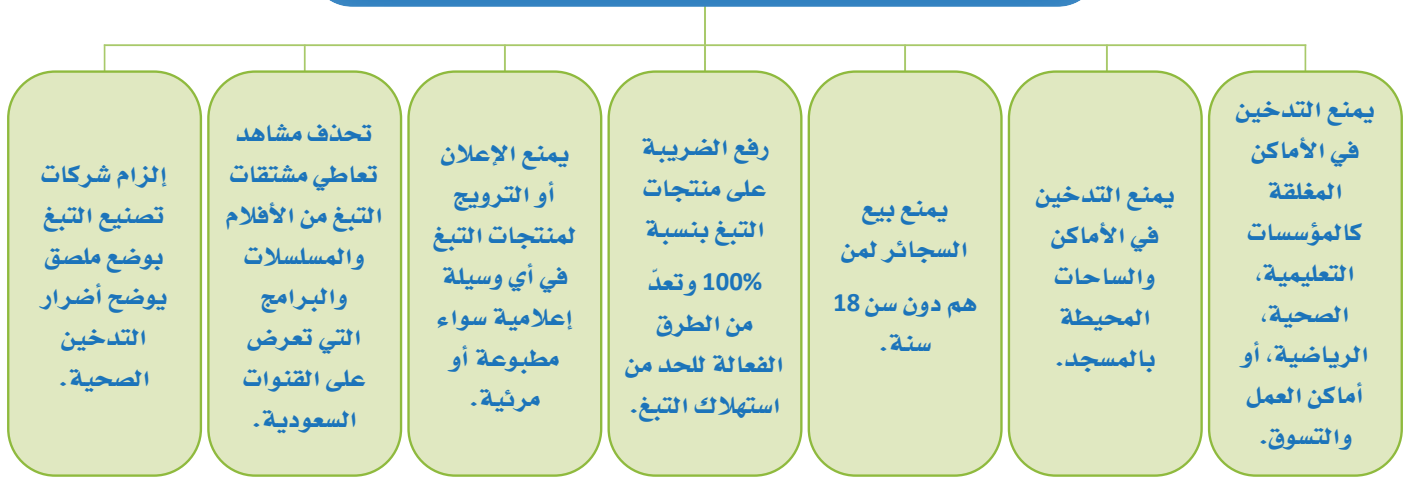 يمنع التدخين
في الأماكن
المغلقة
كالمؤسسات
التعليمية،
الصحية،
الرياضية، أو
أماكن العمل
والتسوق.
يمنع التدخين
في الأماكن
والساحات
المحيطة
بالمسجد.
يمنع بيع
السجائر لمن
هم دون سن 18
سنة.
رفع الضريبة
على منتجات
التبغ بنسبة
100% وتعدّ
من الطرق
الفعالة للحد من
استهلاك التبغ.
يمنع الإعلان
أو الترويج
لمنتجات التبغ
في أي وسيلة
إعلامية سواء
مطبوعة أو
مرئية.
تحذف مشاهد
تعاطي مشتقات
التبغ من الأفلام
والمسلسلات
والبرامج
التي تعرض
على القنوات
السعودية.
إلزام شركات
تصنيع التبغ
بوضع ملصق
يوضح أضرار
التدخين
الصحية.